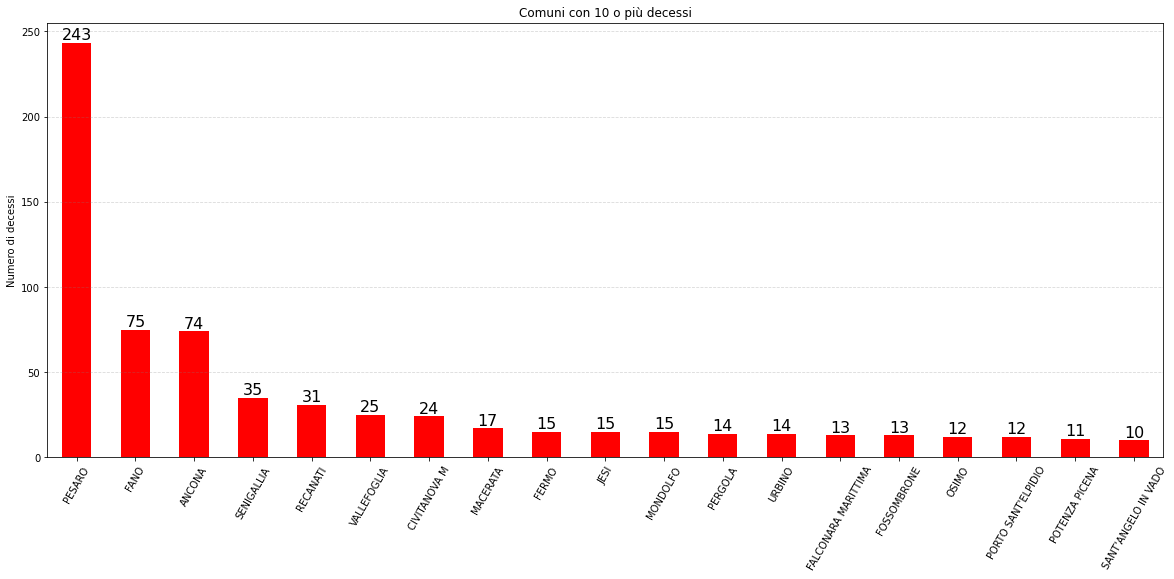 Comuni con 10 o più decessi
Numero di decessi
250
200
150
100
50
0
243
75
74
35
31
25
24
17
15
15
15
14
14
13
13
12
12
11
10
PESARO
FANO
ANCONA
SENIGALLIA
RECANATI
VALLEFOGLIA
CIVITANOVA M
MACERATA
FERMO
JESI
MONDOLFO
PERGOLA
URBINO
FALCONARA MARITTIMA
FOSSOMBRONE
OSIMO
PORTO SANT'ELPIDIO
POTENZA PICENA
SANT'ANGELO IN VADO